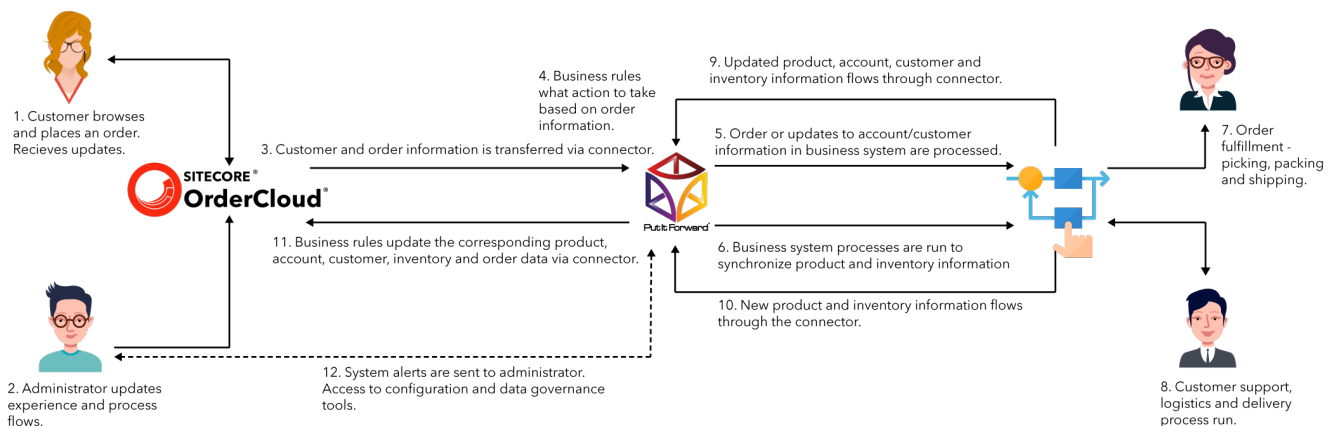 1. Customer browses
and places an order.
Recieves updates.
SITECORE®
OrderCloud®
2. Administrator updates
experience and process
flows.
3. Customer and order information is transferred via connector.
4. Business rules
what action to take
based on order
information.
PutItForward®
5. Order or updates to account/customer
information in business system are processed.
6. Business system processes are run to
synchronize product and inventory information
7. Order
fulfillment -
picking, packing
and shipping.
8. Customer support,
logistics and delivery
process run.
9. Updated product, account, customer and
inventory information flows through connector.
10. New product and inventory information flows
through the connector.
11. Business rules update the corresponding product,
account, customer, inventory and order data via connector.
12. System alerts are sent to administrator.
Access to configuration and data governance
tools.